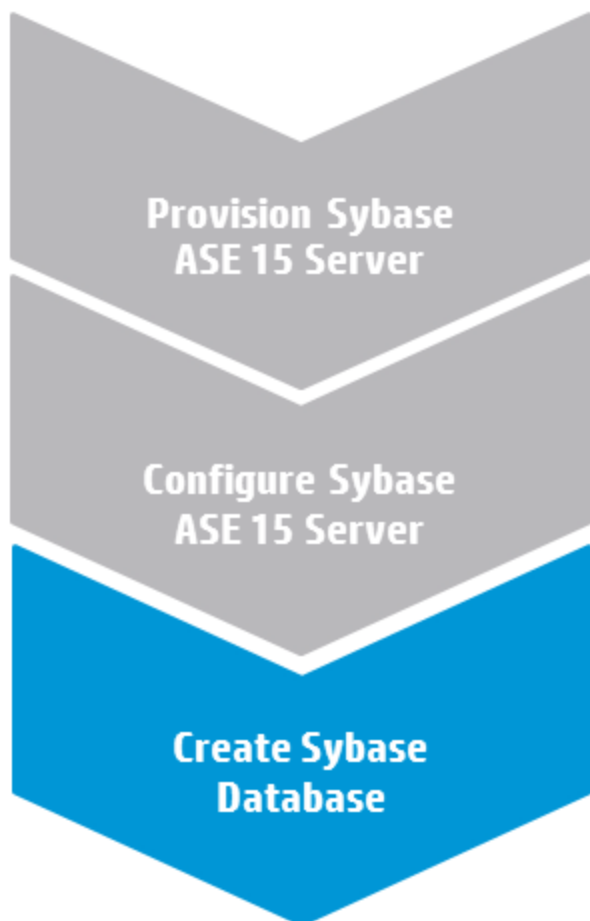 Provision Sybase
ASE 15 Server
Configure Sybase
ASE 15 Server
Create Sybase
Database